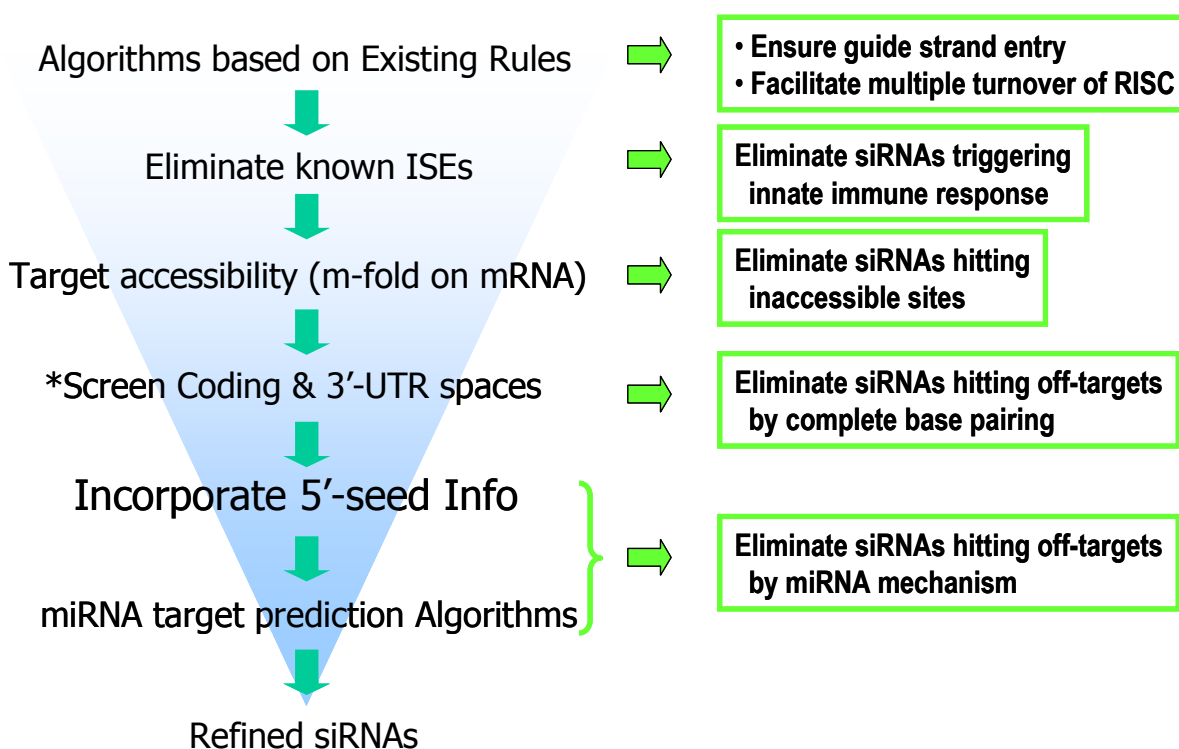 Algorithms based on Existing Rules
• Ensure guide strand entry
• Facilitate multiple turnover of RISC
Eliminate known ISEs
Eliminate siRNAs triggering
innate immune response
Target accessibility (m-fold on mRNA)
Eliminate siRNAs hitting
inaccessible sites
*Screen Coding & 3′-UTR spaces
Eliminate siRNAs hitting off-targets
by complete base pairing
Incorporate 5′-seed Info
miRNA target prediction Algorithms
Eliminate siRNAs hitting off-targets
by miRNA mechanism
Refined siRNAs